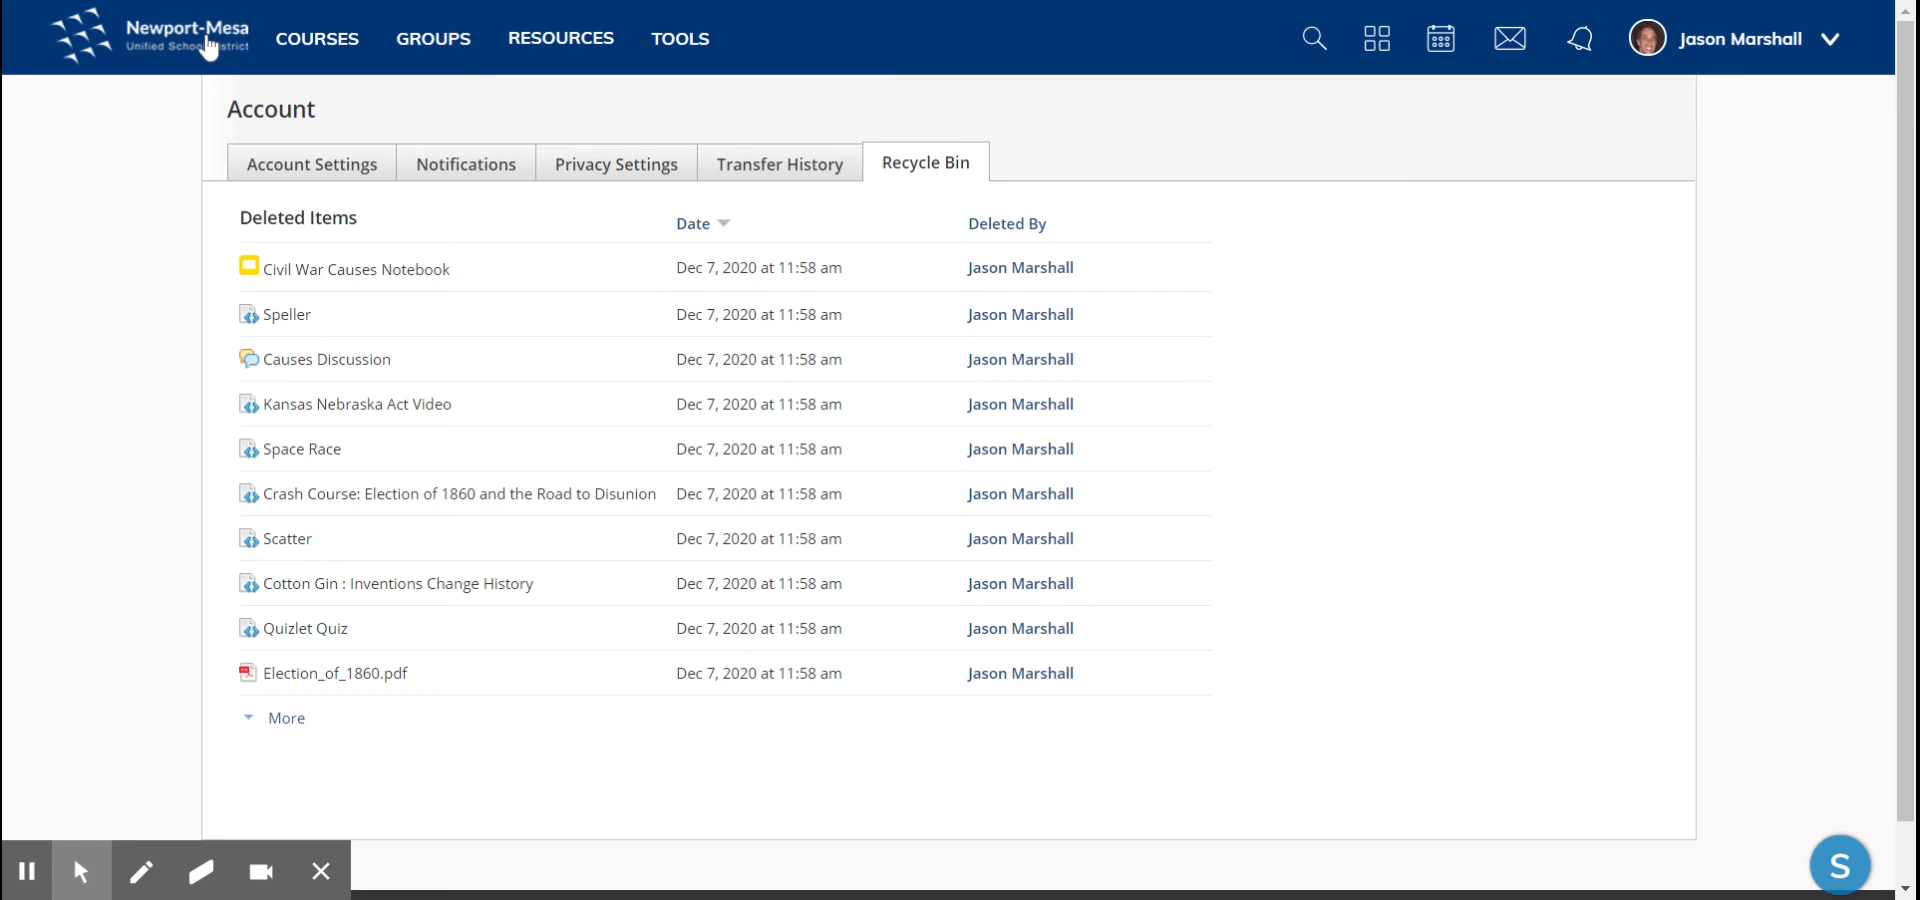 Newport-Mesa
Unified School District
COURSES GROUPS RESOURCES TOOLS
Jason Marshall
Account
Account Settings Notifications Privacy Settings Transfer History Recycle Bin
Deleted Items Date Deleted By
Civil War Causes Notebook Dec 7, 2020 at 11:58 am Jason Marshall
Speller Dec 7, 2020 at 11:58 am Jason Marshall
Causes Discussion Dec 7, 2020 at 11:58 am Jason Marshall
Kansas Nebraska Act Video Dec 7, 2020 at 11:58 am Jason Marshall
Space Race Dec 7, 2020 at 11:58 am Jason Marshall
Crash Course: Election of 1860 and the Road to Disunion Dec 7, 2020 at 11:58 am Jason Marshall
Scatter Dec 7, 2020 at 11:58 am Jason Marshall
Cotton Gin : Inventions Change History Dec 7, 2020 at 11:58 am Jason Marshall
Quizlet Quiz Dec 7, 2020 at 11:58 am Jason Marshall
Election_of_1860.pdf Dec 7, 2020 at 11:58 am Jason Marshall
More
S